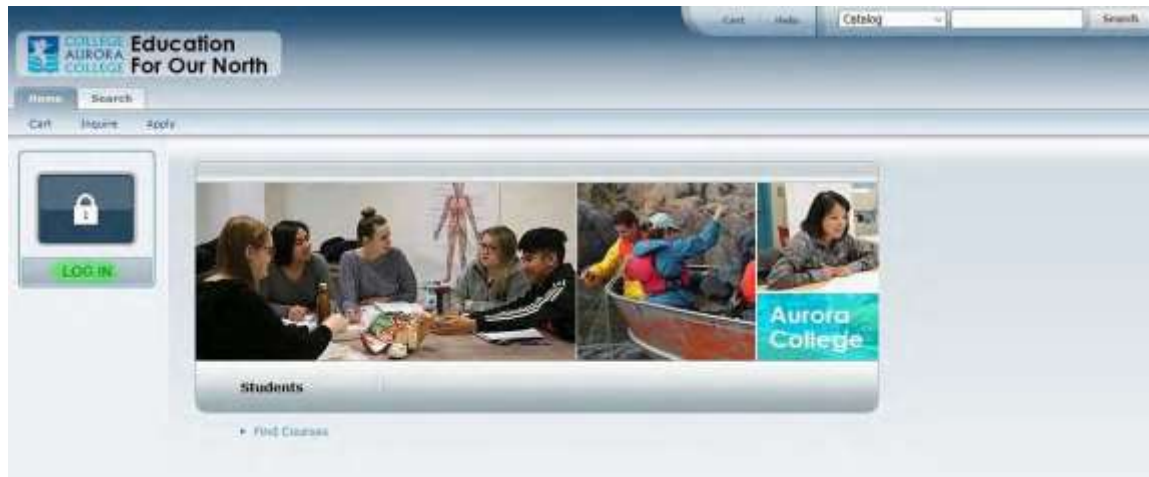 Cart Help Catalog Search
COLLEGE
AURORA
COLLEGE
Education
For Our North
Home Search
Cart Inquire Apply
LOG IN
Aurora
College
Students
Find Courses